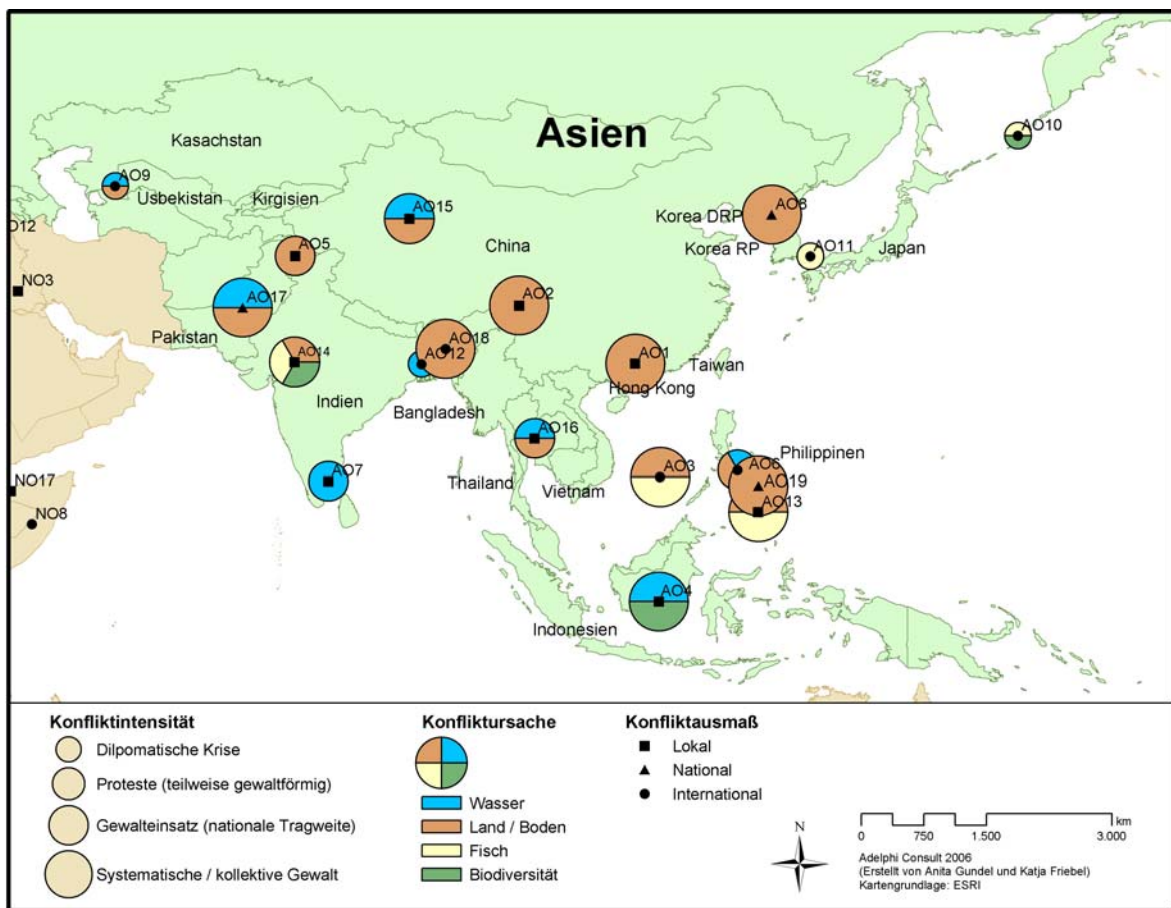 Asien
Kasachstan
AO10
AO9
Usbekistan
Kirgisien
AO15
Korea DRP
AO8
AO12
AO5
China
Korea RP
AO11
Japan
NO3
AO17
AO2
Pakistan
AO18
AO14
AO12
AO1
Taiwan
Hong Kong
Indien
Bangladesh
AO16
Philippinen
NO17
AO7
Thailand
Vietnam
AO3
AO6
AO19
AO13
NO8
AO4
Indonesien
Konfliktintensität
Dilpomatische Krise
Proteste (teilweise gewaltförmig)
Gewalteinsatz (nationale Tragweite)
Systematische / kollektive Gewalt
Konfliktursache
Wasser
Land / Boden
Fisch
Biodiversität
Konfliktausmaß
Lokal
National
International
N
0 750 1.500 3.000 km
Adelphi Consult 2006
(Erstellt von Anita Gundel und Katja Friebel)
Kartengrundlage: ESRI